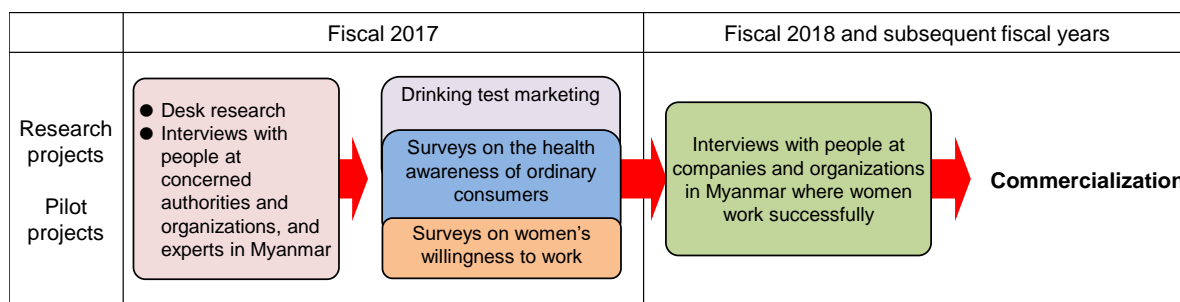 Fiscal 2017
Fiscal 2018 and subsequent fiscal years
Research
projects
Pilot
projects
● Desk research
● Interviews with
people at
concerned
authorities and
organizations, and
experts in Myanmar
Drinking test marketing
Surveys on the health
awareness of ordinary
consumers
Surveys on women’s
willingness to work
Interviews with people at
companies and organizations
in Myanmar where women
work successfully
Commercialization